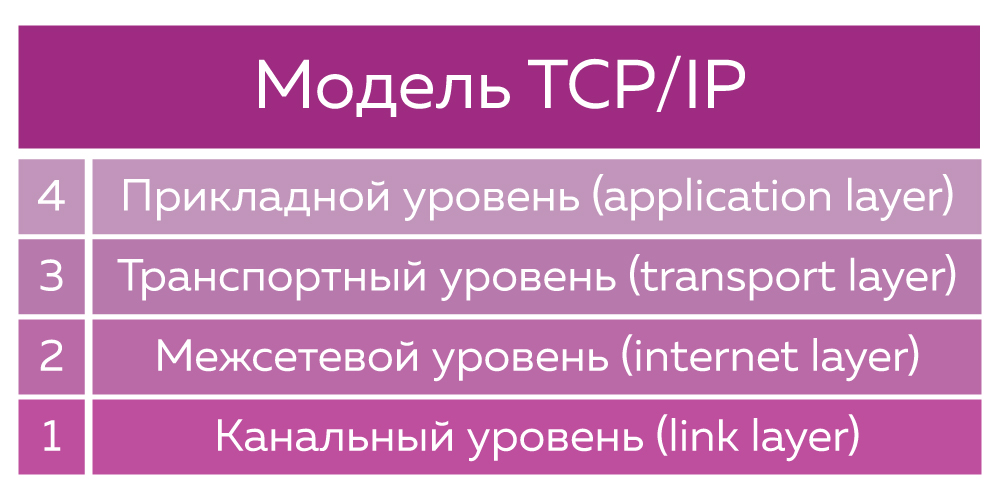 Модель TCP/IP
4 Прикладной уровень (application layer)
3 Транспортный уровень (transport layer)
2 Межсетевой уровень (internet layer)
1 Канальный уровень (link layer)